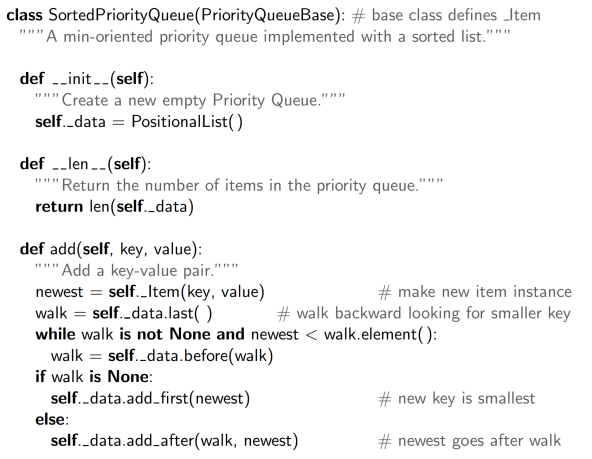 class SortedPriorityQueue(PriorityQueueBase): # base class defines _Item
"""A min-oriented priority queue implemented with a sorted list."""
def __init__(self):
"""Create a new empty Priority Queue."""
self._data = PositionalList( )
def __len__(self):
"""Return the number of items in the priority queue."""
return len(self._data)
def add(self, key, value):
"""Add a key-value pair."""
newest = self._Item(key, value) # make new item instance
walk = self._data.last( ) # walk backward looking for smaller key
while walk is not None and newest < walk.element( ):
walk = self._data.before(walk)
if walk is None:
self._data.add_first(newest) # new key is smallest
else:
self._data.add_after(walk, newest) # newest goes after walk